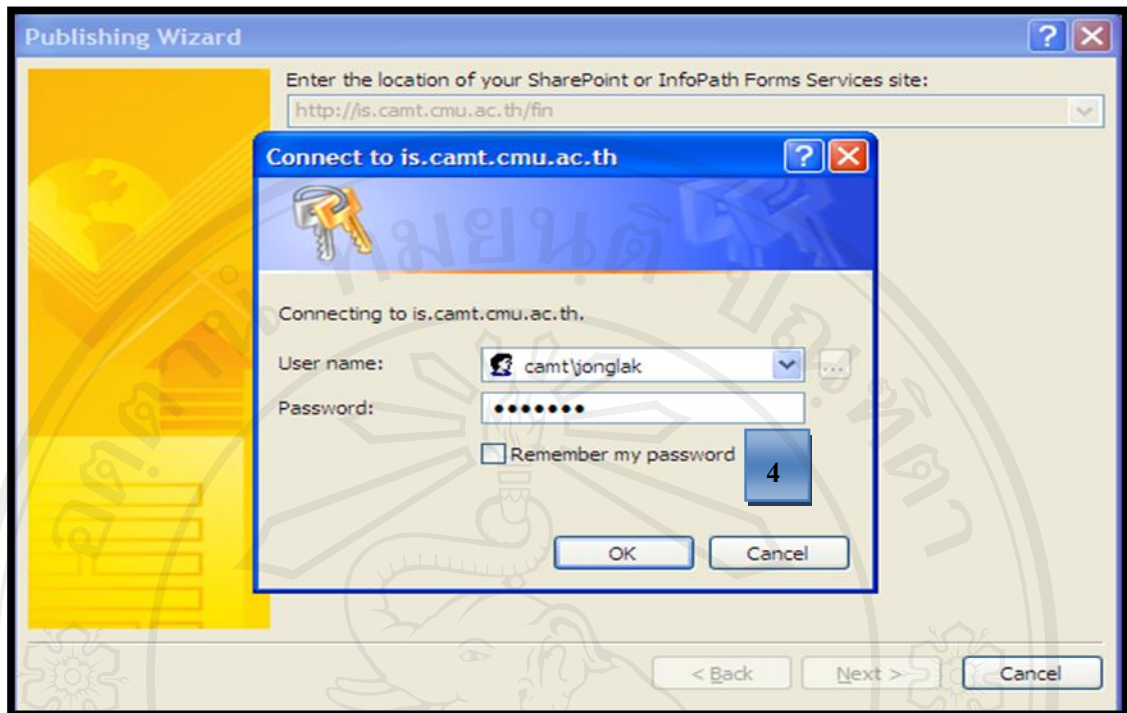 Publishing Wizard
Enter the location of your SharePoint or InfoPath Forms Services site:
http://is.camt.cmu.ac.th/fin
Connect to is.camt.cmu.ac.th
Connecting to is.camt.cmu.ac.th.
User name:
camt\jonglak
Password:
•••••••
Remember my password
4
OK
Cancel
< Back
Next >
Cancel